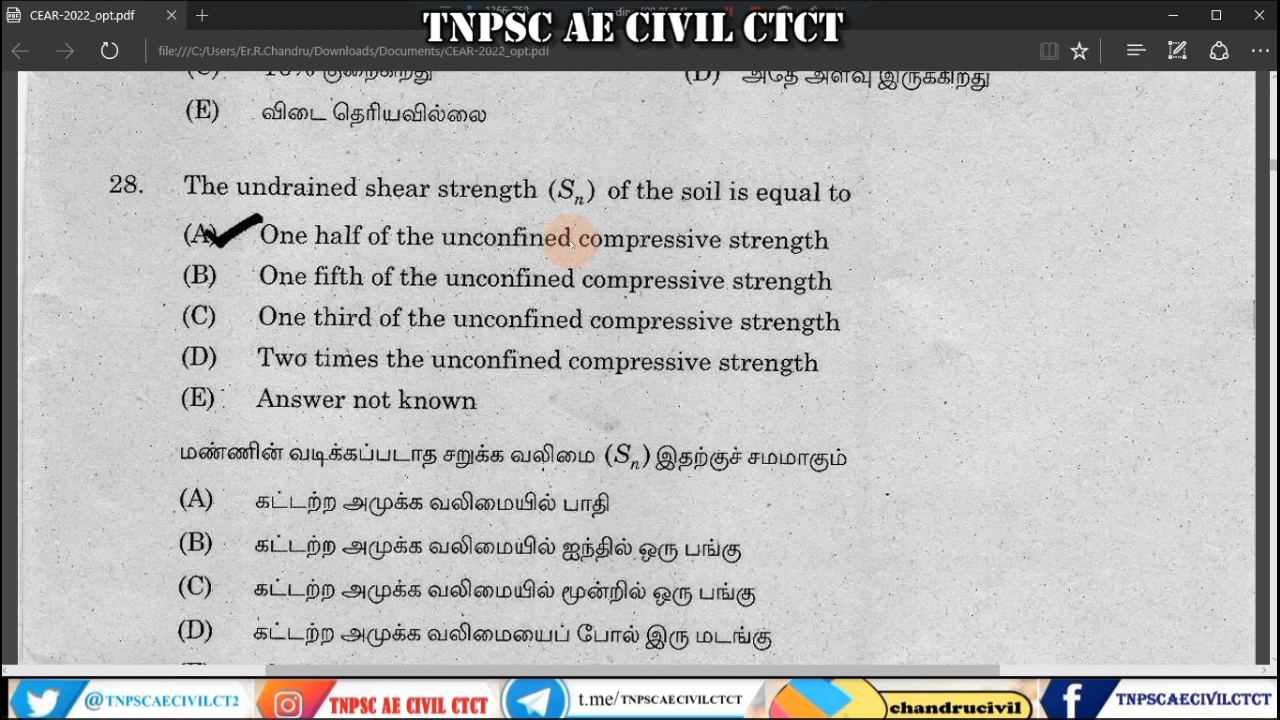 CEAR-2022_opt.pdf
TNPSC AE CIVIL CTCT
file:///C:/Users/Er.R.Chandru/Downloads/Documents/CEAR-2022_opt.pdf
(E) விடை தெரியவில்லை
28. The undrained shear strength (Sn) of the soil is equal to
(A) One half of the unconfined compressive strength
(B) One fifth of the unconfined compressive strength
(C) One third of the unconfined compressive strength
(D) Two times the unconfined compressive strength
(E) Answer not known
மண்ணின் வடிக்கப்படாத சறுக்க வலிமை (Sn) இதற்குச் சமமாகும்
(A) கட்டற்ற அமுக்க வலிமையில் பாதி
(B) கட்டற்ற அமுக்க வலிமையில் ஐந்தில் ஒரு பங்கு
(C) கட்டற்ற அமுக்க வலிமையில் மூன்றில் ஒரு பங்கு
(D) கட்டற்ற அமுக்க வலிமையைப் போல் இரு மடங்கு
@TNPSCAECIVILCT2
TNPSC AE CIVIL CTCT
t.me/TNPSCAECIVILCTCT
chandrucivil
TNPSCAECIVILCTCT